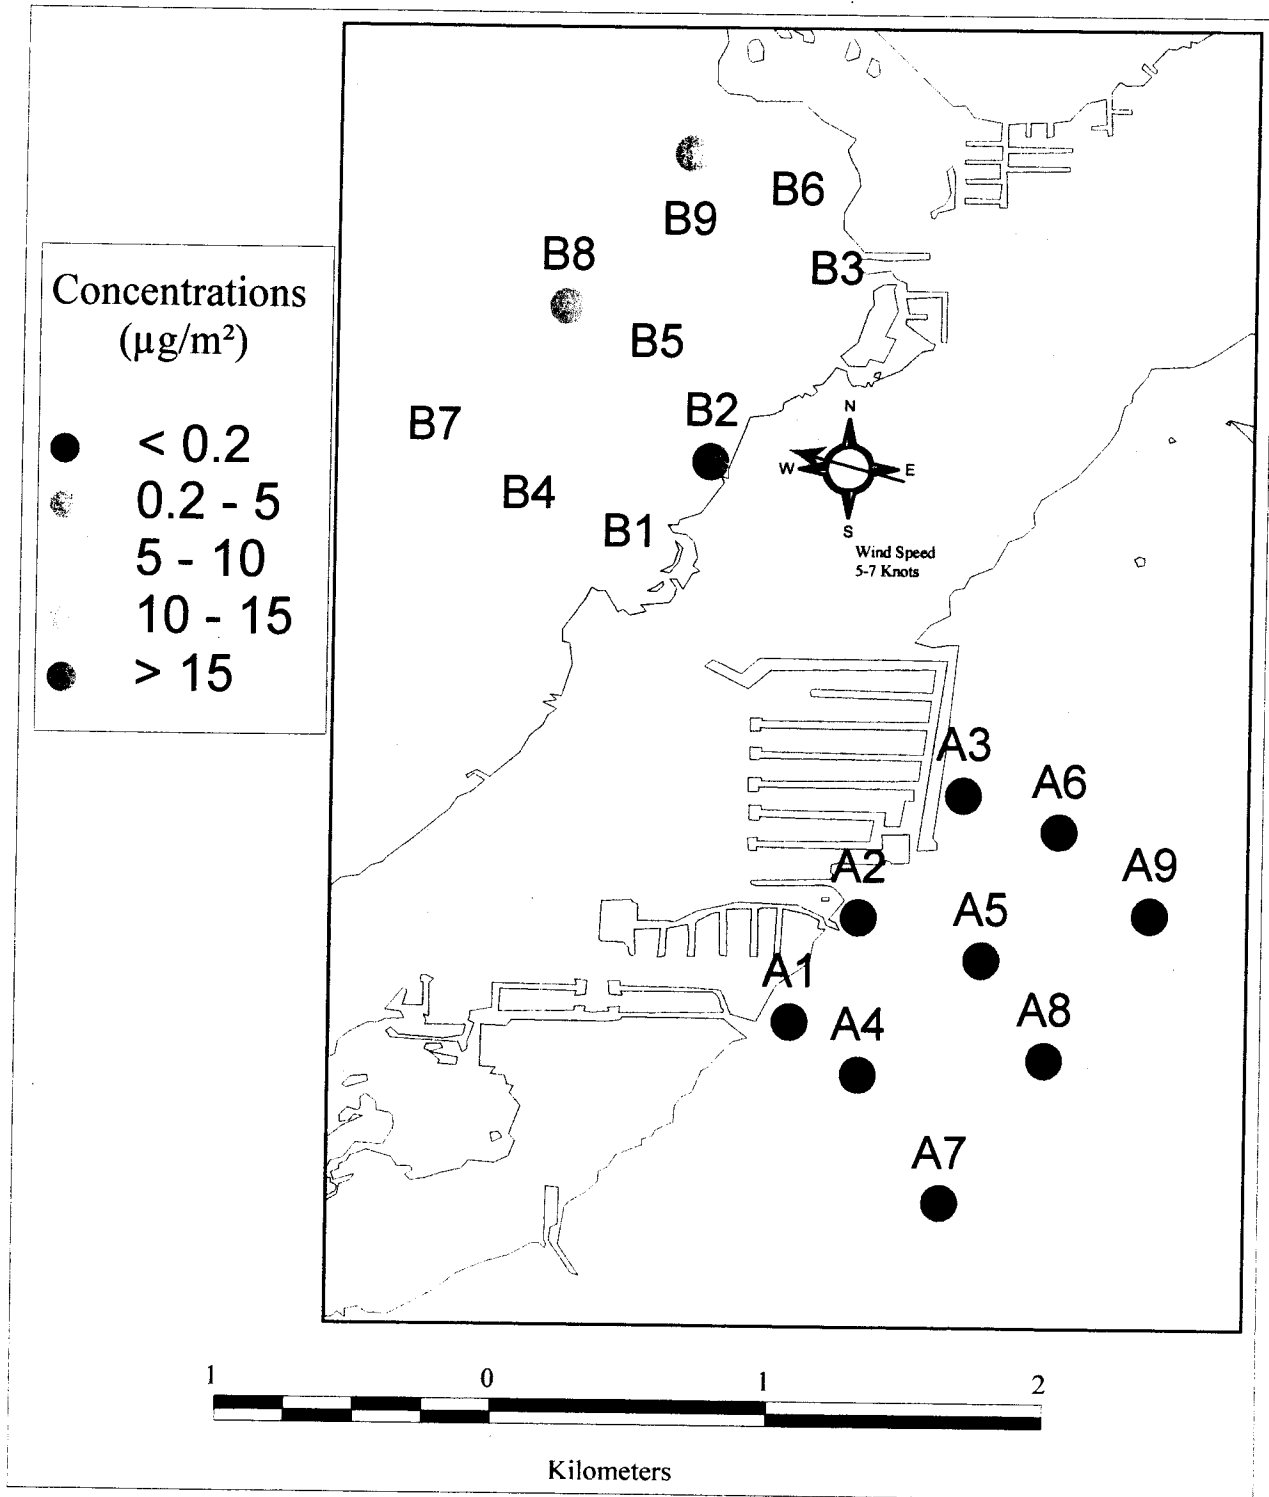 Concentrations
(µg/m²)
< 0.2
0.2 - 5
5 - 10
10 - 15
> 15
B6
B9
B8
B3
B5
B7
B2
B4
B1
N
W
E
S
Wind Speed
5-7 Knots
A3
A6
A2
A9
A5
A1
A4
A8
A7
1 0 1 2
Kilometers